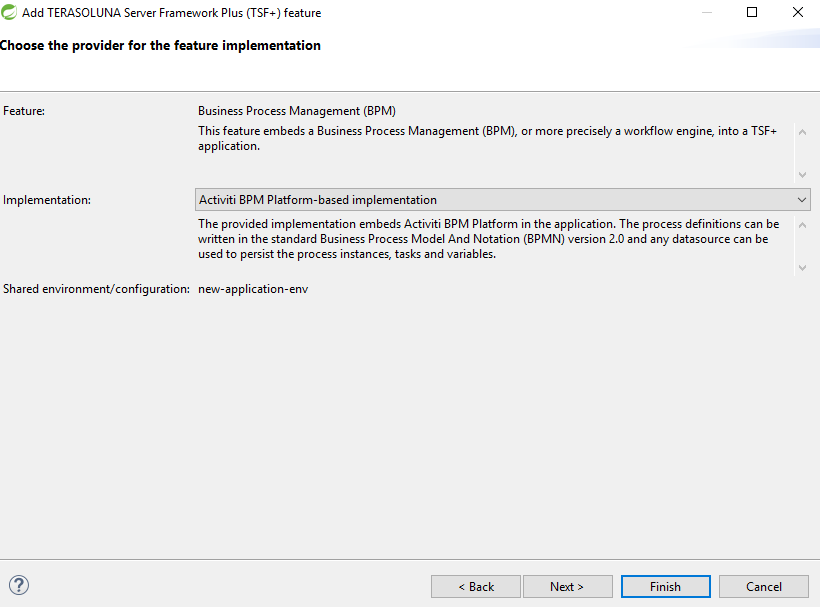 Add TERASOLUNA Server Framework Plus (TSF+) feature
Choose the provider for the feature implementation
Feature:
Business Process Management (BPM)
This feature embeds a Business Process Management (BPM), or more precisely a workflow engine, into a TSF+
application.
Implementation:
Activiti BPM Platform-based implementation
The provided implementation embeds Activiti BPM Platform in the application. The process definitions can be
written in the standard Business Process Model And Notation (BPMN) version 2.0 and any datasource can be
used to persist the process instances, tasks and variables.
Shared environment/configuration:
new-application-env
?
< Back
Next >
Finish
Cancel